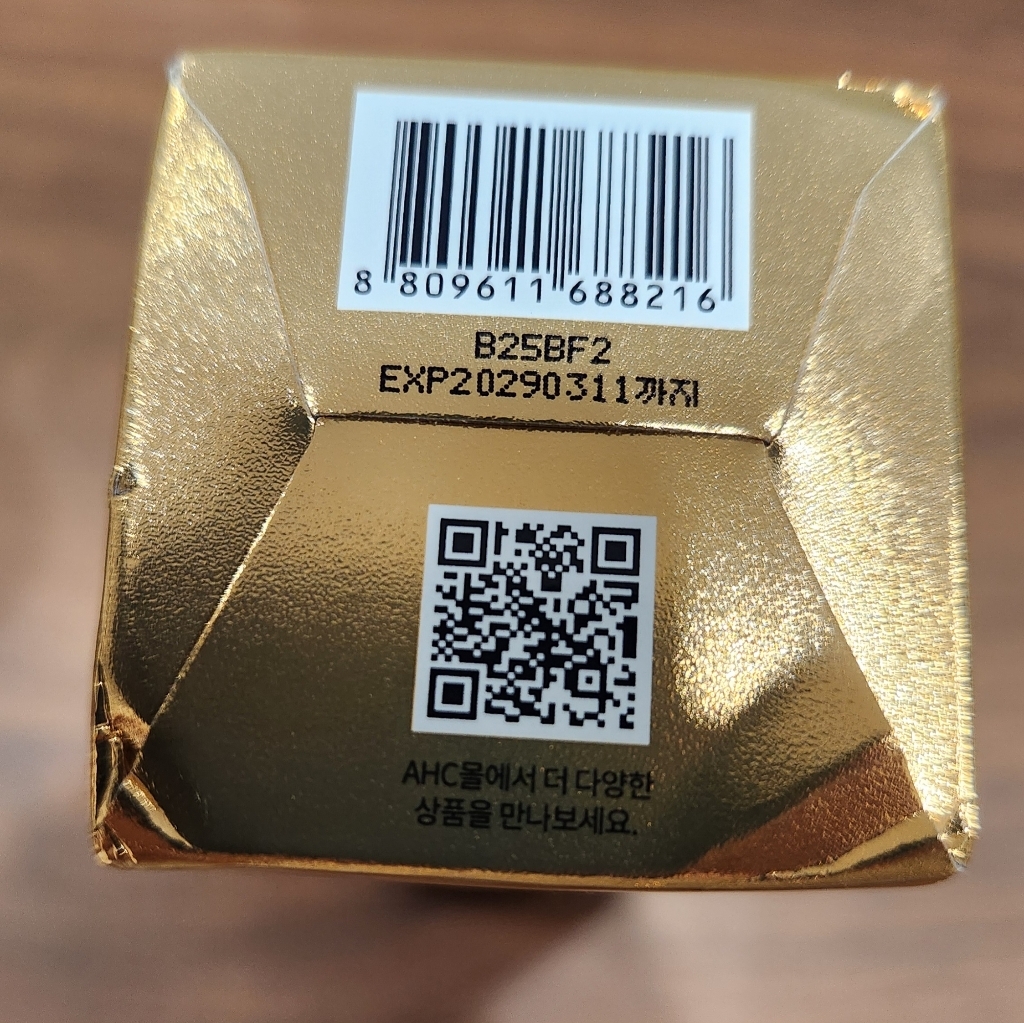 8 809611 688216
B25BF2
EXP20290311까지
AHC몰에서 더 다양한
상품을 만나보세요.